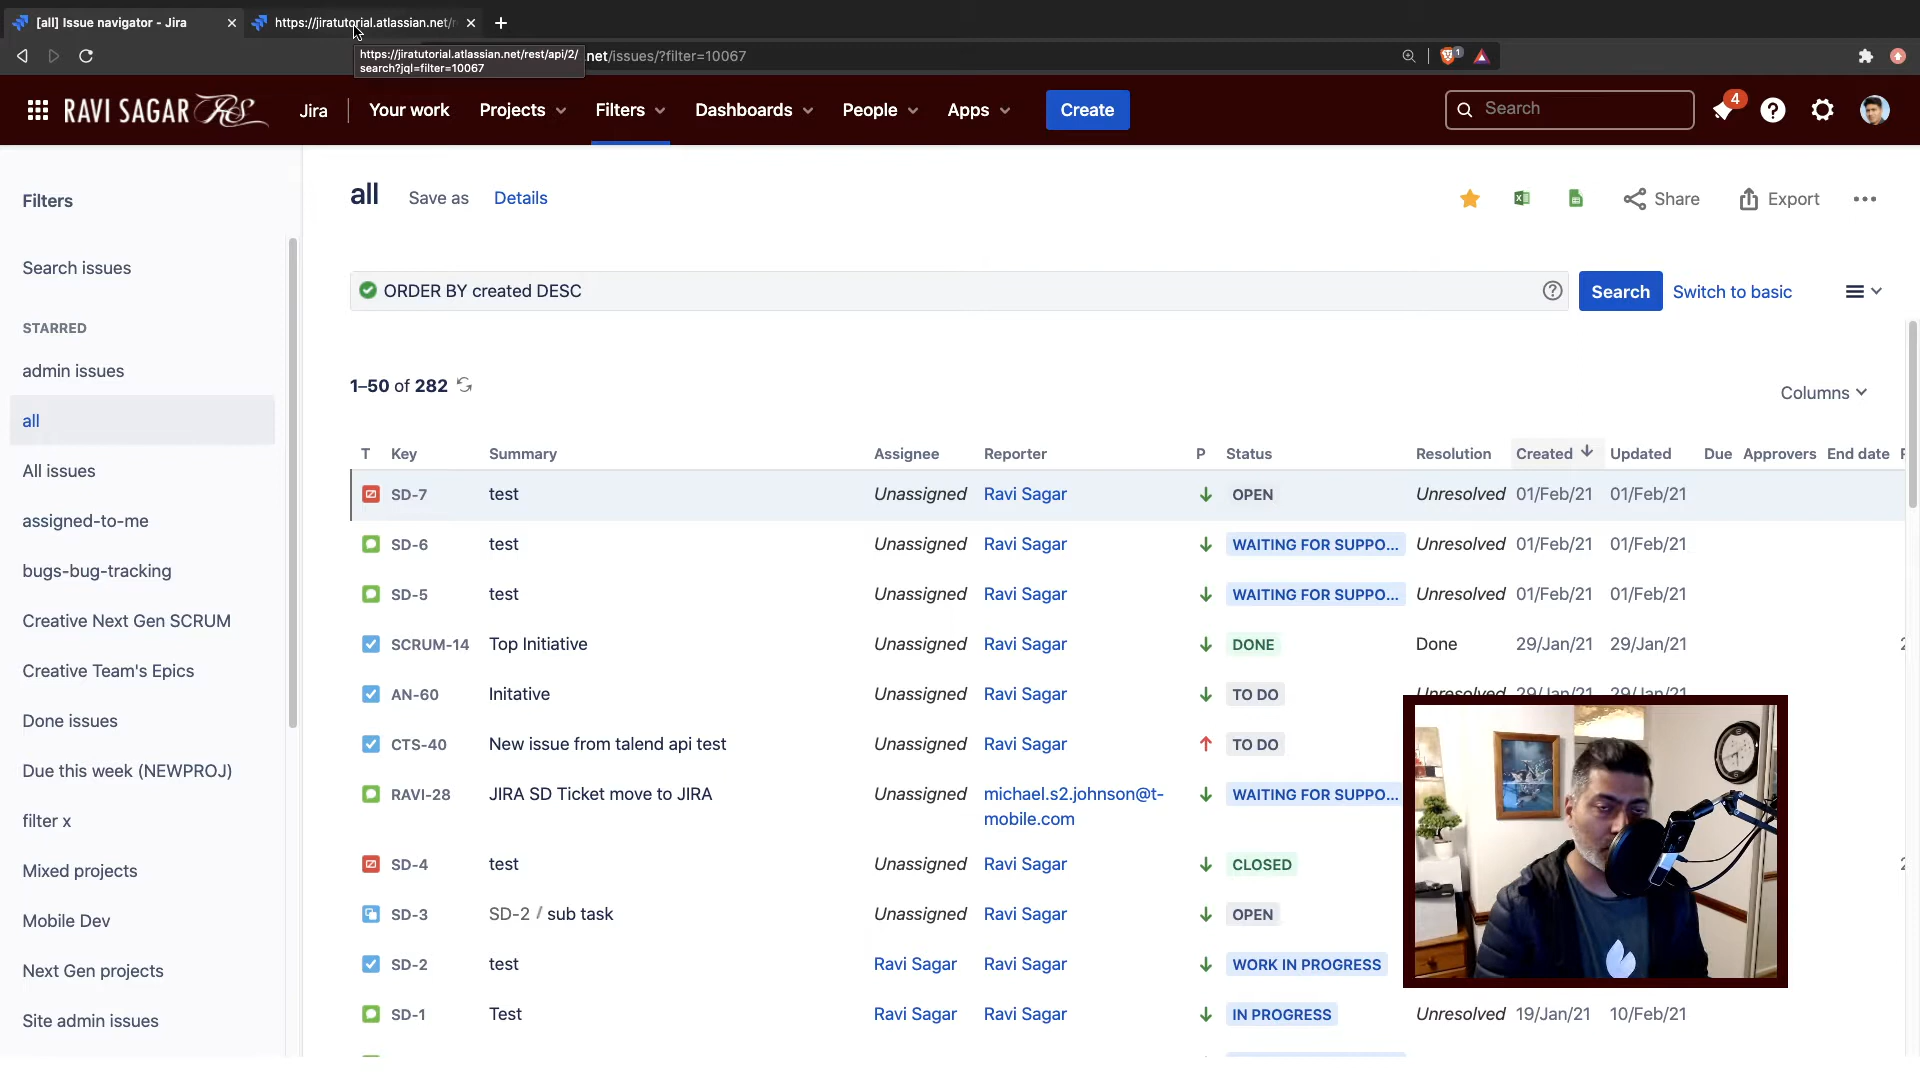 [all] Issue navigator - Jira
https://jiratutorial.atlassian.net/r
https://jiratutorial.atlassian.net/rest/api/2/
search?jql=filter=10067
net/issues/?filter=10067
1
RAVI SAGAR RS
Jira
Your work
Projects
Filters
Dashboards
People
Apps
Create
Search
4
Filters
Search issues
STARRED
admin issues
all
All issues
assigned-to-me
bugs-bug-tracking
Creative Next Gen SCRUM
Creative Team's Epics
Done issues
Due this week (NEWPROJ)
filter x
Mixed projects
Mobile Dev
Next Gen projects
Site admin issues
all Save as Details
Share Export
ORDER BY created DESC
Search Switch to basic
1–50 of 282
Columns
T Key Summary Assignee Reporter P Status Resolution Created Updated Due Approvers End date
SD-7 test Unassigned Ravi Sagar OPEN Unresolved 01/Feb/21 01/Feb/21
SD-6 test Unassigned Ravi Sagar WAITING FOR SUPPO... Unresolved 01/Feb/21 01/Feb/21
SD-5 test Unassigned Ravi Sagar WAITING FOR SUPPO... Unresolved 01/Feb/21 01/Feb/21
SCRUM-14 Top Initiative Unassigned Ravi Sagar DONE Done 29/Jan/21 29/Jan/21
AN-60 Initative Unassigned Ravi Sagar TO DO Unresolved 29/Jan/21 29/Jan/21
CTS-40 New issue from talend api test Unassigned Ravi Sagar TO DO
RAVI-28 JIRA SD Ticket move to JIRA Unassigned michael.s2.johnson@t-
mobile.com WAITING FOR SUPPO...
SD-4 test Unassigned Ravi Sagar CLOSED
SD-3 SD-2 / sub task Unassigned Ravi Sagar OPEN
SD-2 test Ravi Sagar Ravi Sagar WORK IN PROGRESS
SD-1 Test Ravi Sagar Ravi Sagar IN PROGRESS Unresolved 19/Jan/21 10/Feb/21